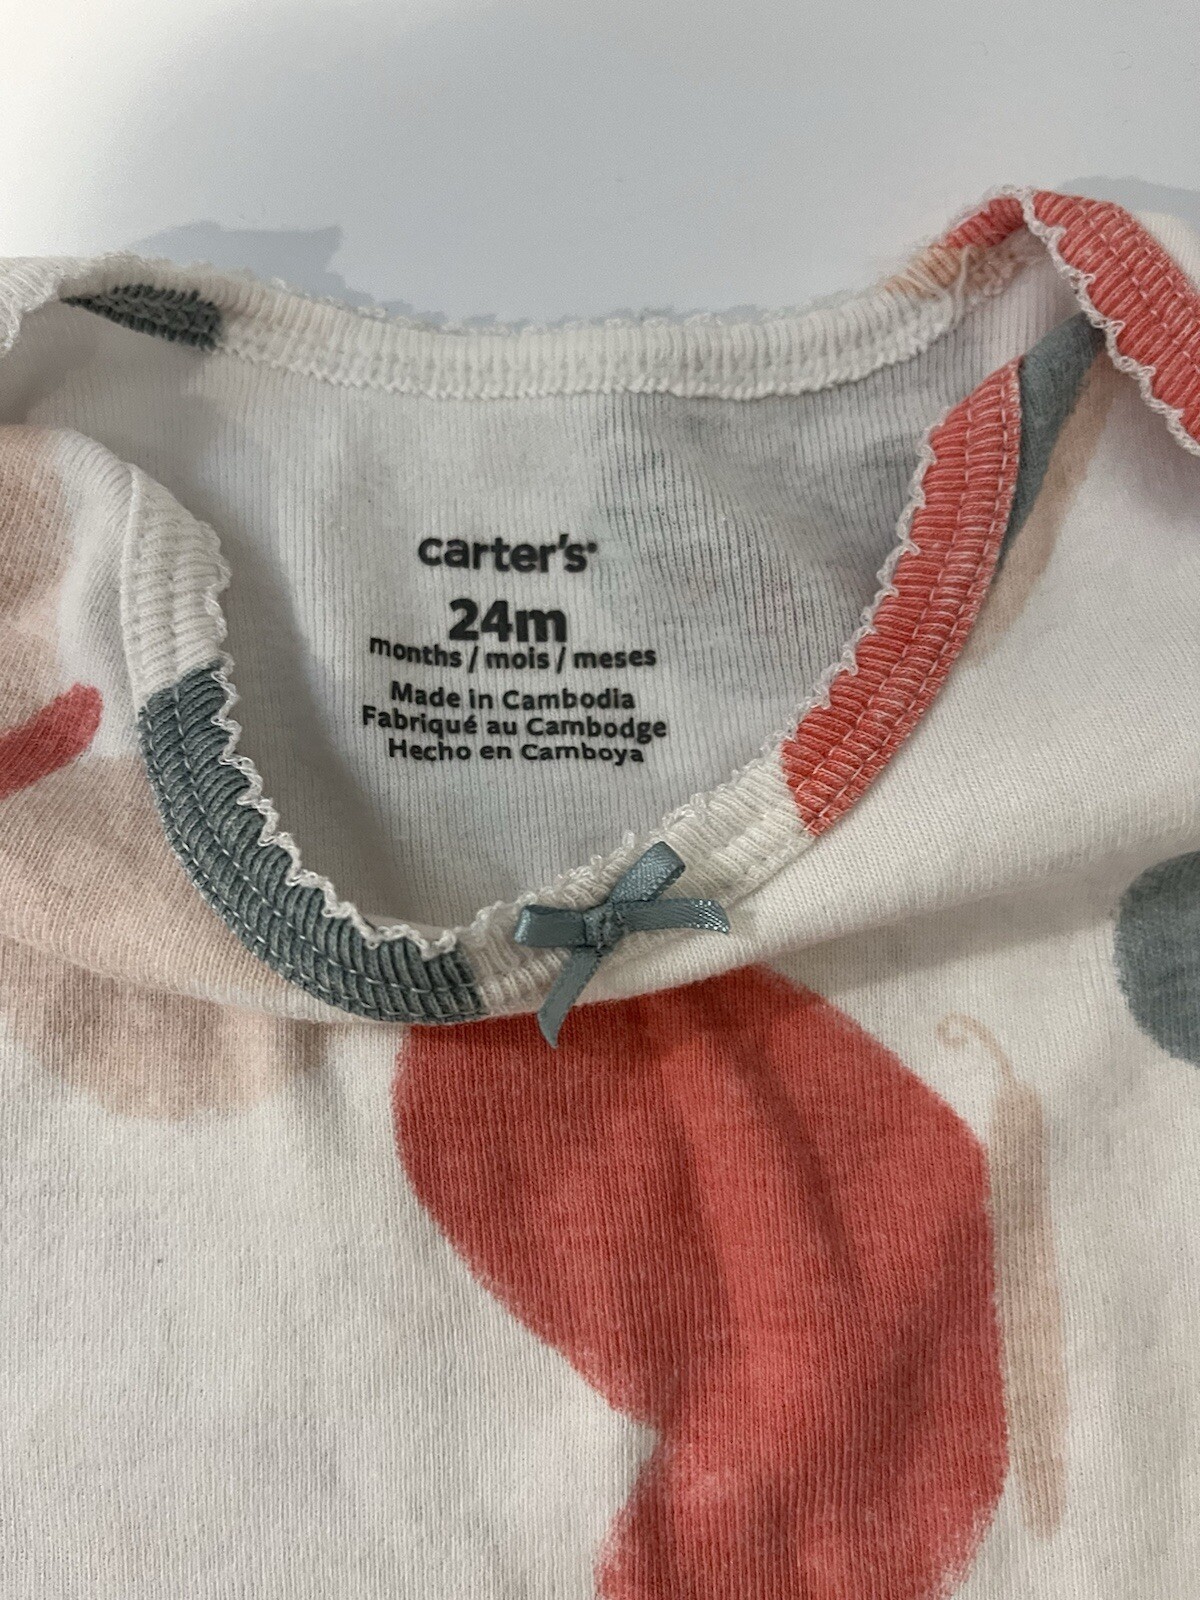 carter's
24m
months / mois / meses
Made in Cambodia
Fabriqué au Cambodge
Hecho en Camboya